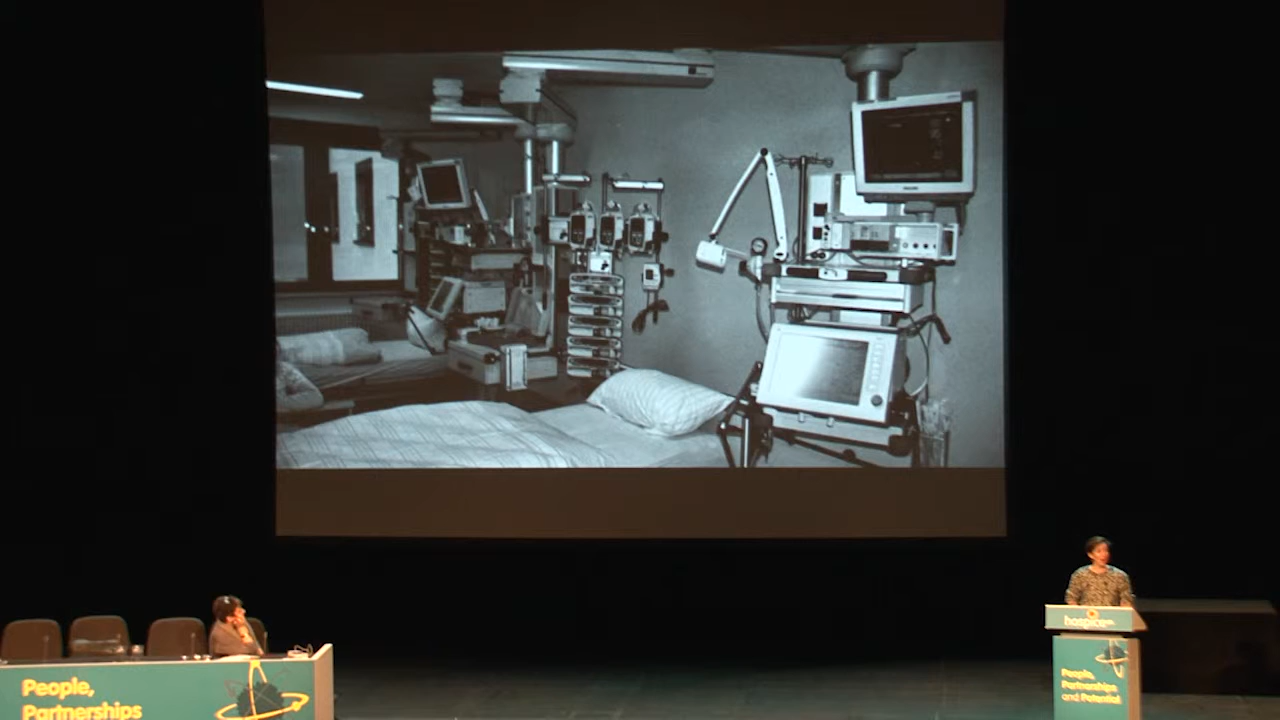 People,
Partnerships
hospice
People,
Partnerships
and Potential